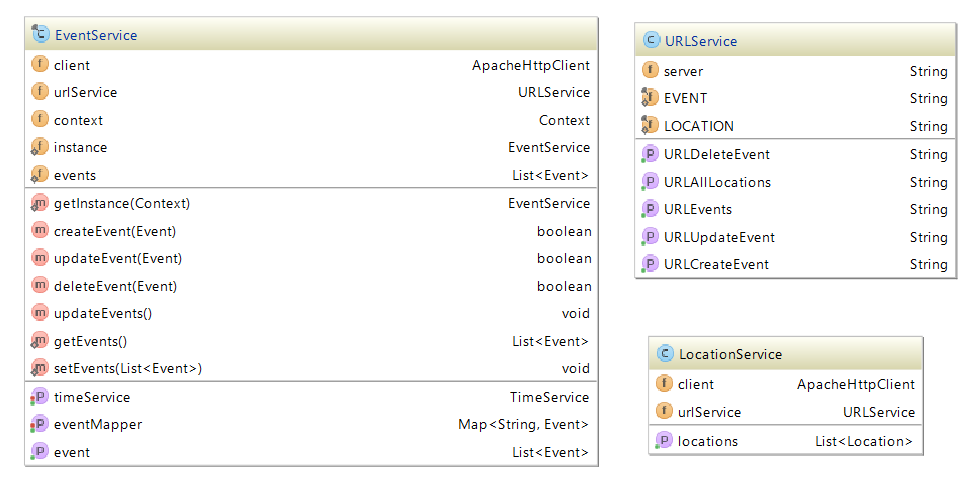 EventService
client ApacheHttpClient
urlService URLService
context Context
instance EventService
events List<Event>
getInstance(Context) EventService
createEvent(Event) boolean
updateEvent(Event) boolean
deleteEvent(Event) boolean
updateEvents() void
getEvents() List<Event>
setEvents(List<Event>) void
timeService TimeService
eventMapper Map<String, Event>
event List<Event>
URLService
server String
EVENT String
LOCATION String
URLDeleteEvent String
URLAllLocations String
URLEvents String
URLUpdateEvent String
URLCreateEvent String
LocationService
client ApacheHttpClient
urlService URLService
locations List<Location>